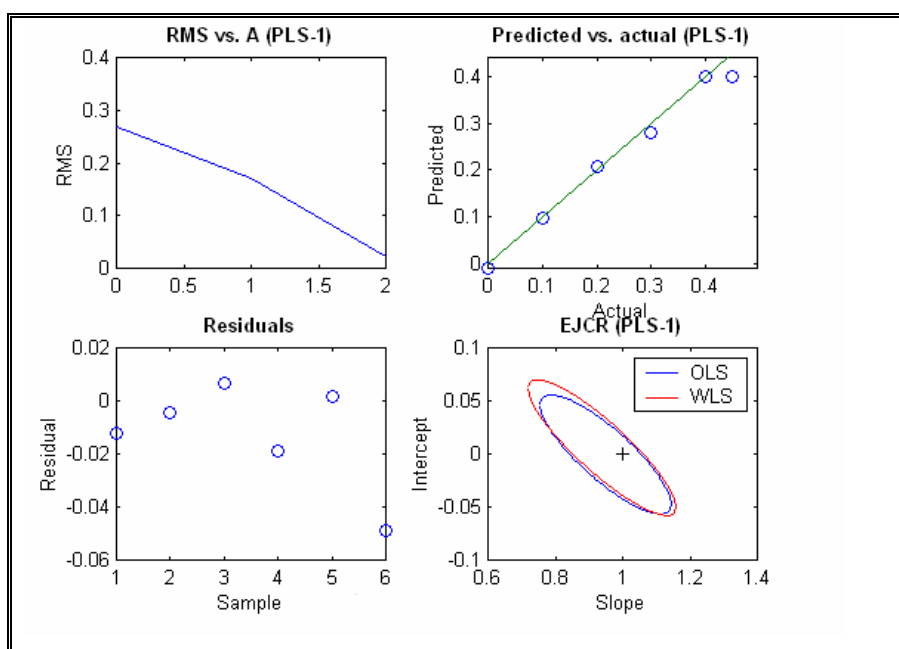 RMS vs. A (PLS-1)
0.4
0.3
0.2
0.1
0
RMS
0 0.5 1 1.5 2
Predicted vs. actual (PLS-1)
0.4
0.3
0.2
0.1
0
Predicted
0 0.1 0.2 0.3 0.4
Actual
Residuals
0.02
0
-0.02
-0.04
-0.06
Residual
1 2 3 4 5 6
Sample
EJCR (PLS-1)
0.1
0.05
0
-0.05
-0.1
Intercept
OLS
WLS
0.6 0.8 1 1.2 1.4
Slope